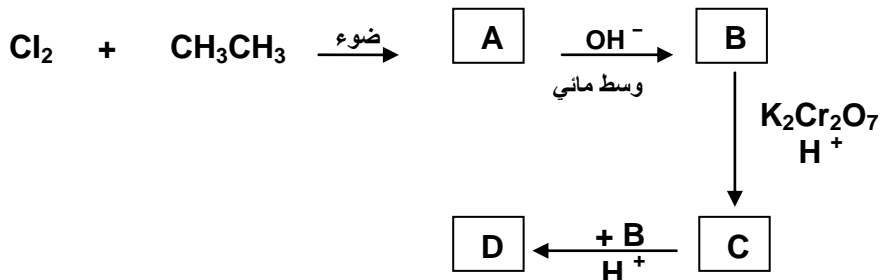 Cl₂ + CH₃CH₃ ضوء A OH⁻ B
وسط مائي
K₂Cr₂O₇
H⁺
D + B C
H⁺